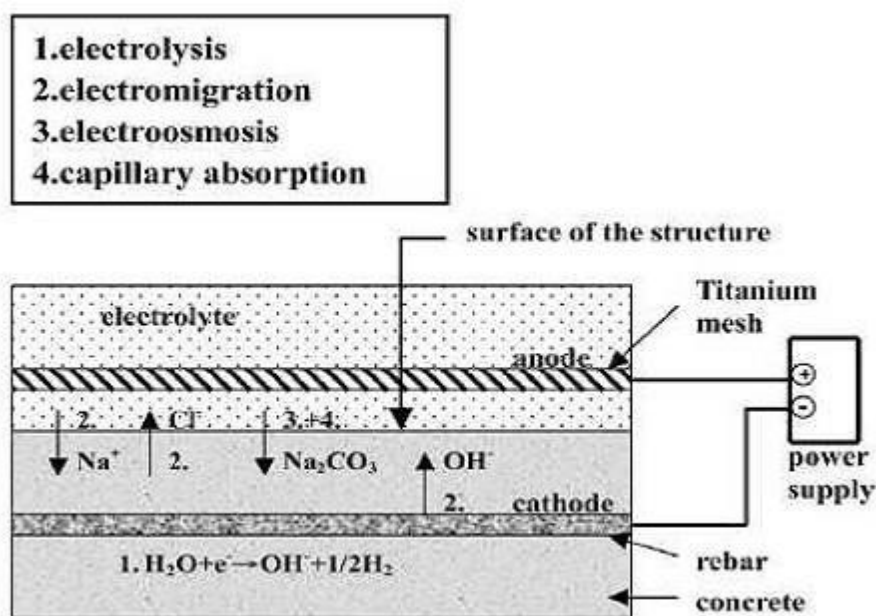 1.electrolysis
2.electromigration
3.electroosmosis
4.capillary absorption
surface of the structure
Titanium
mesh
electrolyte
anode
+
-
power
supply
2. Cl⁻ 3.+4.
Na⁺ 2. Na₂CO₃ OH⁻
2. cathode
1. H₂O+e⁻→OH⁻+1/2H₂
rebar
concrete